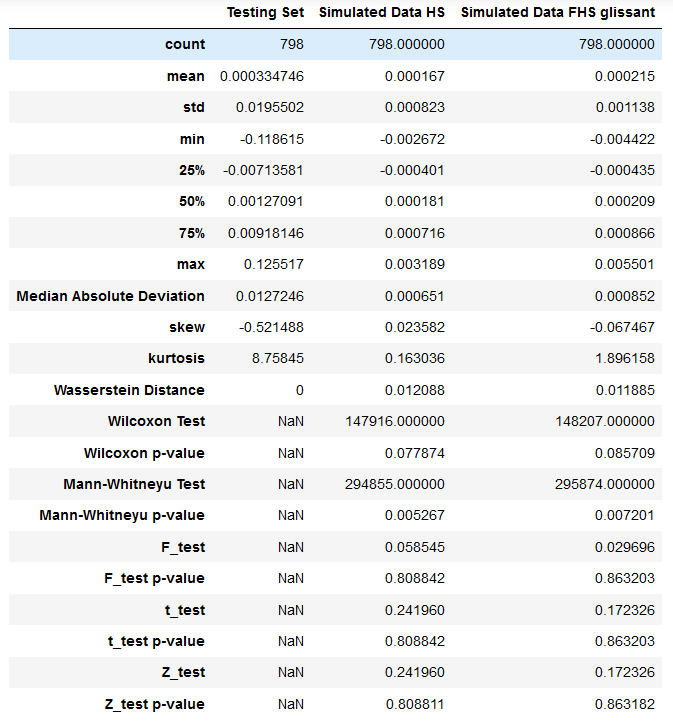 Testing Set Simulated Data HS Simulated Data FHS glissant
count 798 798.000000 798.000000
mean 0.000334746 0.000167 0.000215
std 0.0195502 0.000823 0.001138
min -0.118615 -0.002672 -0.004422
25% -0.00713581 -0.000401 -0.000435
50% 0.00127091 0.000181 0.000209
75% 0.00918146 0.000716 0.000866
max 0.125517 0.003189 0.005501
Median Absolute Deviation 0.0127246 0.000651 0.000852
skew -0.521488 0.023582 -0.067467
kurtosis 8.75845 0.163036 1.896158
Wasserstein Distance 0 0.012088 0.011885
Wilcoxon Test NaN 147916.000000 148207.000000
Wilcoxon p-value NaN 0.077874 0.085709
Mann-Whitneyu Test NaN 294855.000000 295874.000000
Mann-Whitneyu p-value NaN 0.005267 0.007201
F_test NaN 0.058545 0.029696
F_test p-value NaN 0.808842 0.863203
t_test NaN 0.241960 0.172326
t_test p-value NaN 0.808842 0.863203
Z_test NaN 0.241960 0.172326
Z_test p-value NaN 0.808811 0.863182